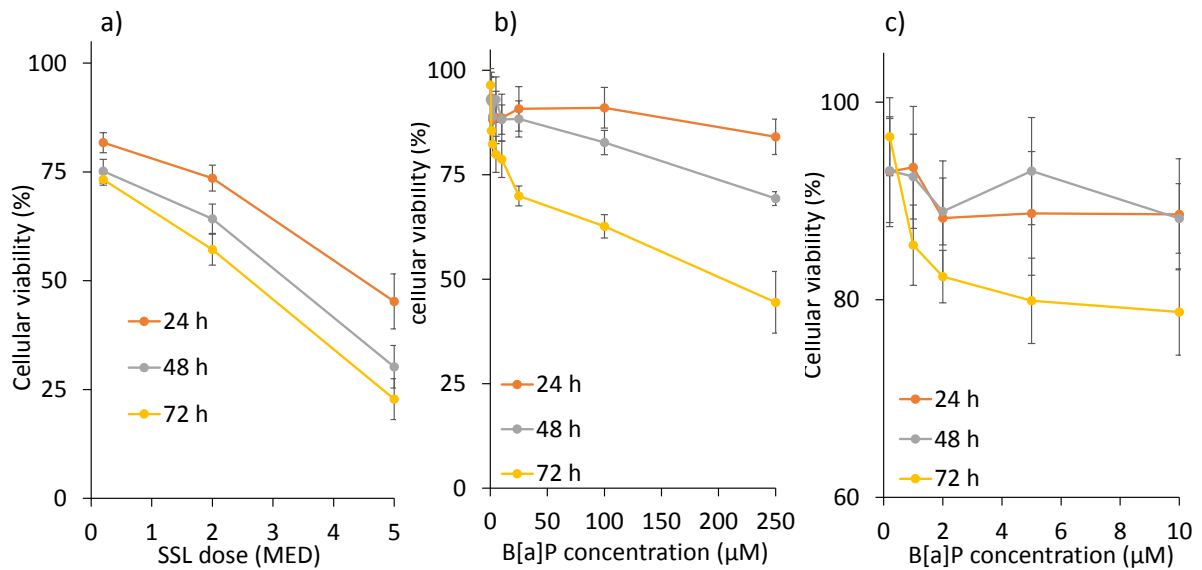 a)
Cellular viability (%)
100
75
50
25
0
24 h
48 h
72 h
0 1 2 3 4 5
SSL dose (MED)
b)
cellular viability (%)
100
75
50
25
0
24 h
48 h
72 h
0 50 100 150 200 250
B[a]P concentration (µM)
c)
Cellular viability (%)
100
80
60
24 h
48 h
72 h
0 2 4 6 8 10
B[a]P concentration (µM)